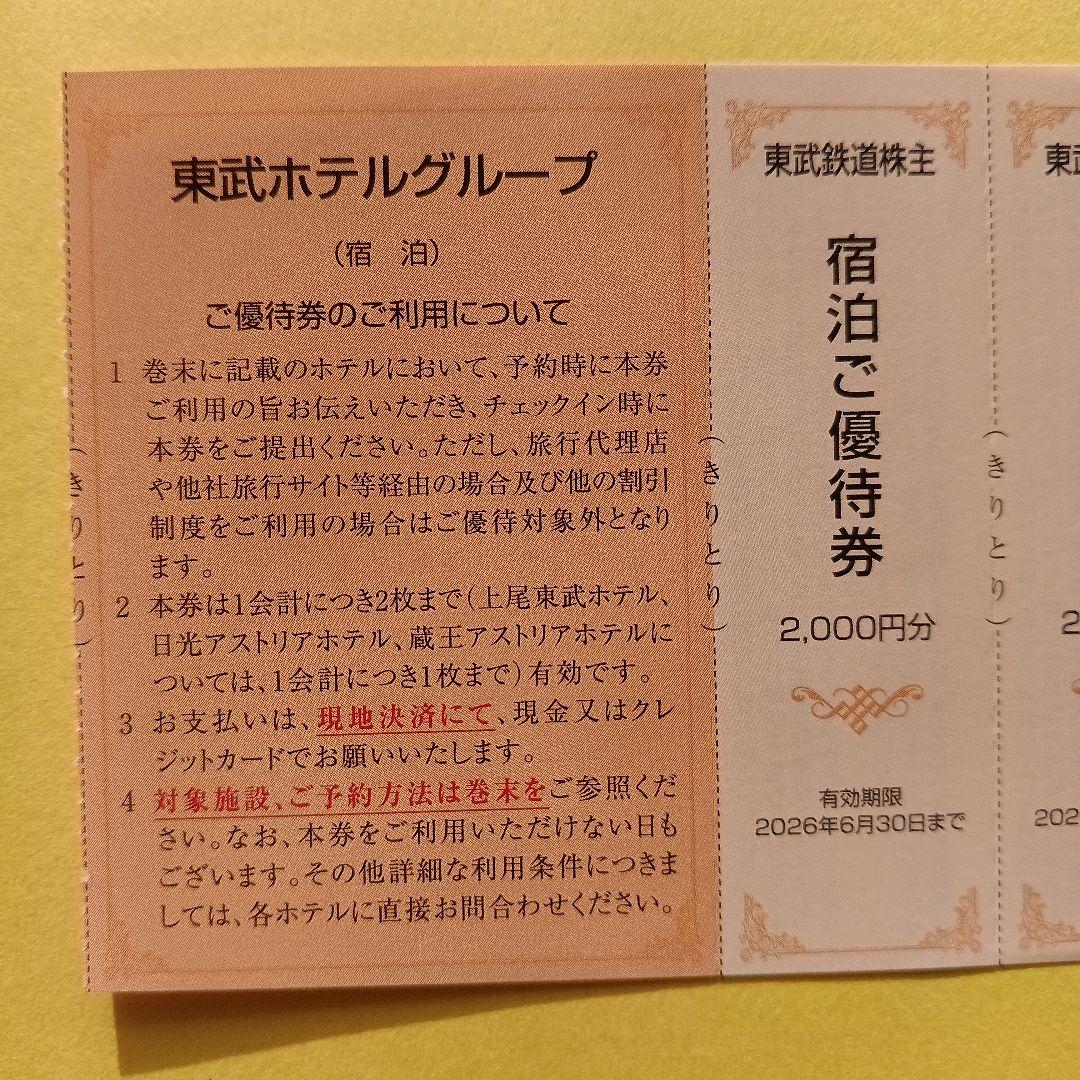 東武ホテルグループ
（宿　泊）
ご優待券のご利用について
1 巻末に記載のホテルにおいて、予約時に本券
ご利用の旨お伝えいただき、チェックイン時に
本券をご提出ください。ただし、旅行代理店
や他社旅行サイト等経由の場合及び他の割引
制度をご利用の場合はご優待対象外となり
ます。
2 本券は1会計につき2枚まで（上尾東武ホテル、
日光アストリアホテル、蔵王アストリアホテルに
ついては、1会計につき1枚まで）有効です。
3 お支払いは、現地決済にて、現金又はクレ
ジットカードでお願いいたします。
4 対象施設、ご予約方法は巻末をご参照くだ
さい。なお、本券をご利用いただけない日も
ございます。その他詳細な利用条件につきま
しては、各ホテルに直接お問合わせください。
（きりとり）
（きりとり）
東武鉄道株主
宿泊ご優待券
2,000円分
有効期限
2026年6月30日まで
（きりとり）
東
2
202